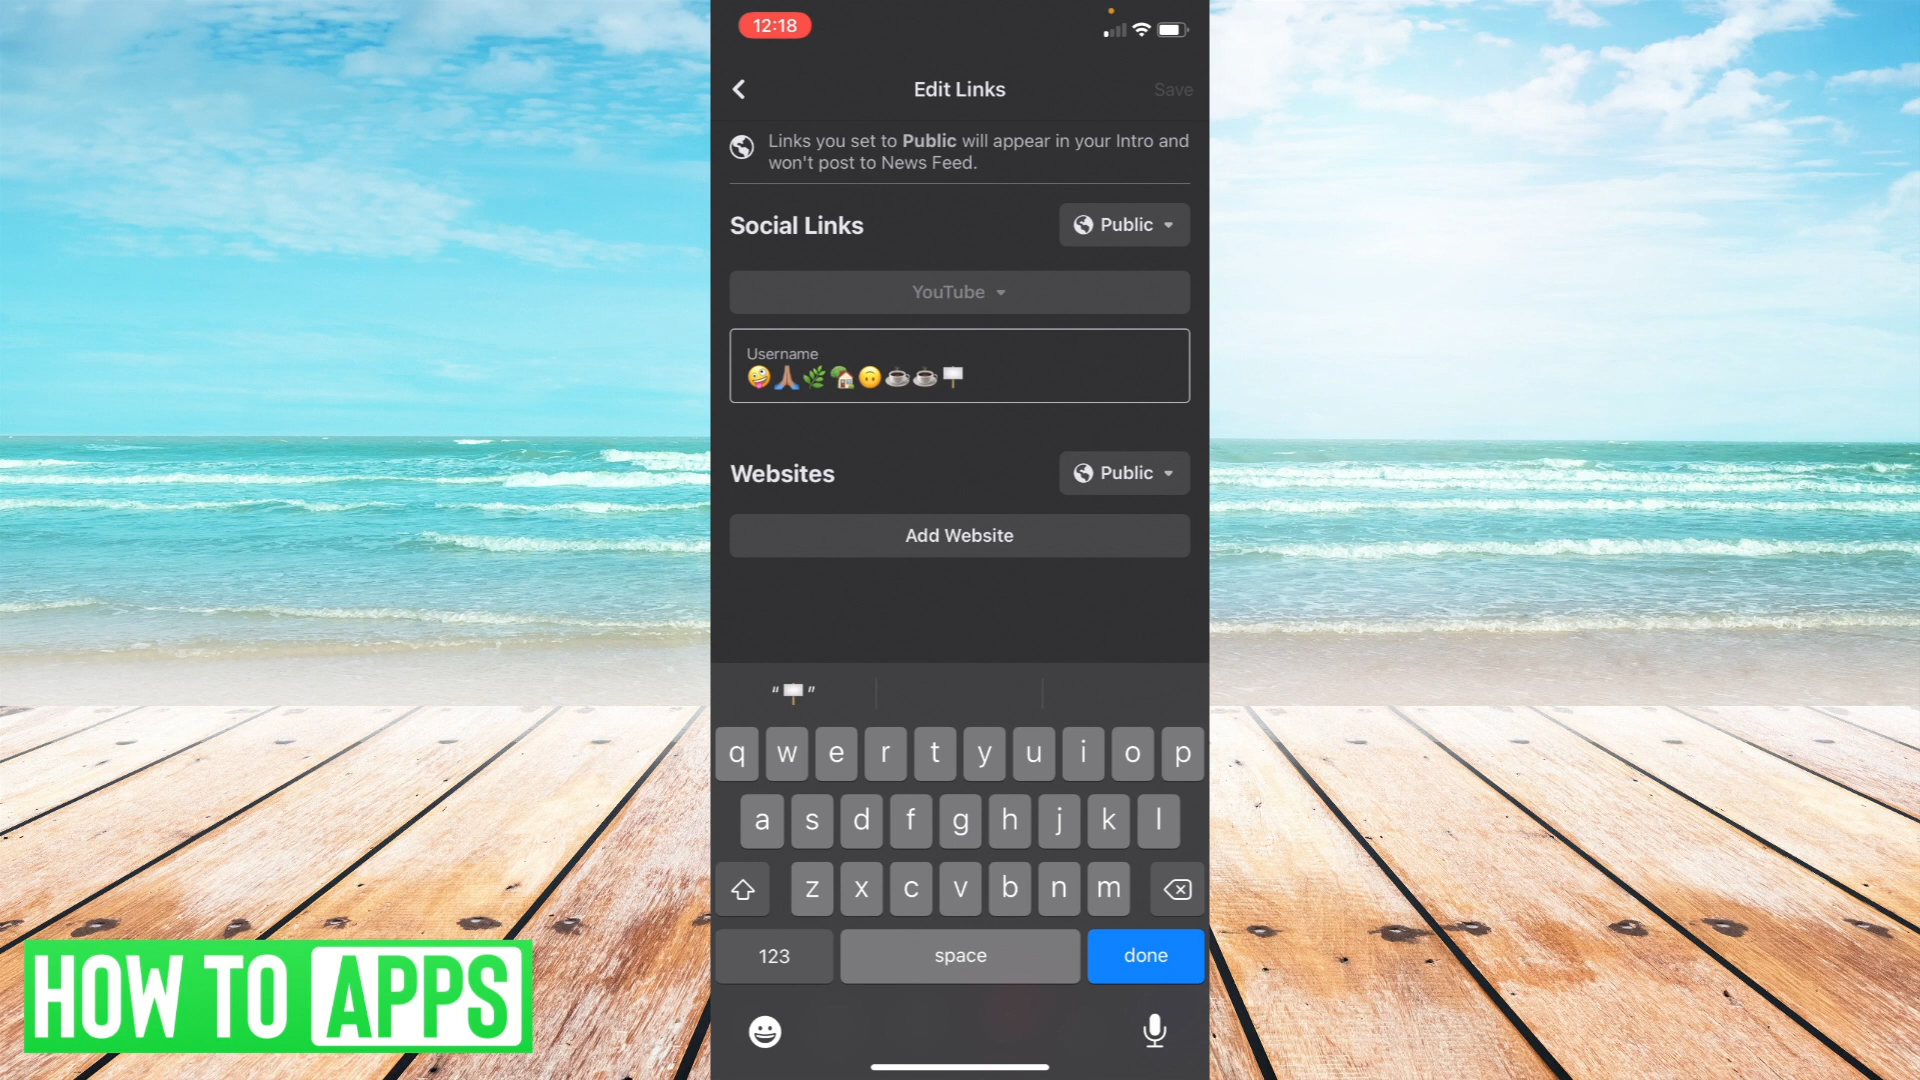 12:18
Edit Links
Save
Links you set to Public will appear in your Intro and
won't post to News Feed.
Social Links
Public
YouTube
Username
🤪🙏🏽🌿🏡🙃☕☕🪧
Websites
Public
Add Website
“🪧”
q w e r t y u i o p
a s d f g h j k l
z x c v b n m
123
space
done
HOW TO APPS